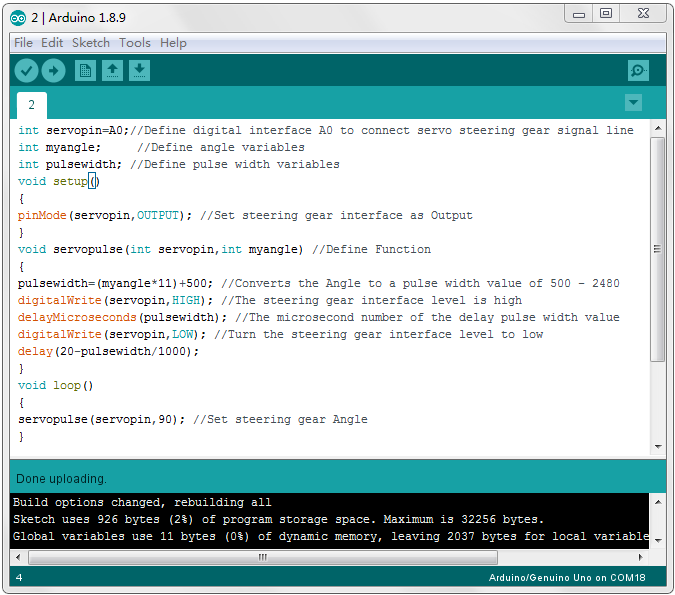 2 | Arduino 1.8.9
File Edit Sketch Tools Help
2
int servopin=A0;//Define digital interface A0 to connect servo steering gear signal line
int myangle;     //Define angle variables
int pulsewidth; //Define pulse width variables
void setup()
{
pinMode(servopin,OUTPUT); //Set steering gear interface as Output
}
void servopulse(int servopin,int myangle) //Define Function
{
pulsewidth=(myangle*11)+500; //Converts the Angle to a pulse width value of 500 - 2480
digitalWrite(servopin,HIGH); //The steering gear interface level is high
delayMicroseconds(pulsewidth); //The microsecond number of the delay pulse width value
digitalWrite(servopin,LOW); //Turn the steering gear interface level to low
delay(20-pulsewidth/1000);
}
void loop()
{
servopulse(servopin,90); //Set steering gear Angle
}
Done uploading.
Build options changed, rebuilding all
Sketch uses 926 bytes (2%) of program storage space. Maximum is 32256 bytes.
Global variables use 11 bytes (0%) of dynamic memory, leaving 2037 bytes for local variable
4
Arduino/Genuino Uno on COM18